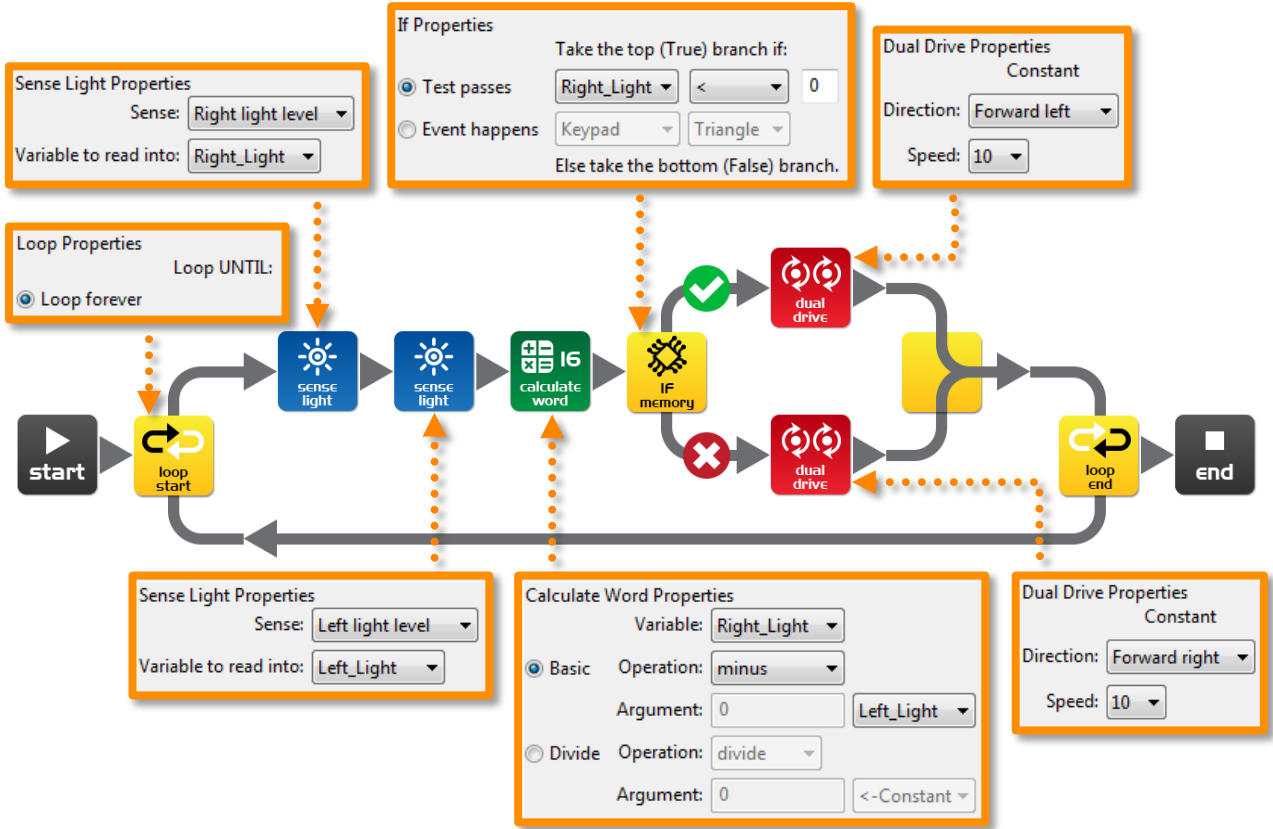 If Properties
Take the top (True) branch if:
Test passes Right_Light < 0
Event happens Keypad Triangle
Else take the bottom (False) branch.
Dual Drive Properties
Constant
Direction: Forward left
Speed: 10
Sense Light Properties
Sense: Right light level
Variable to read into: Right_Light
Loop Properties
Loop UNTIL:
Loop forever
start
loop
start
sense
light
sense
light
16
calculate
word
IF
memory
dual
drive
dual
drive
loop
end
end
Sense Light Properties
Sense: Left light level
Variable to read into: Left_Light
Calculate Word Properties
Variable: Right_Light
Basic Operation: minus
Argument: 0 Left_Light
Divide Operation: divide
Argument: 0 <-Constant
Dual Drive Properties
Constant
Direction: Forward right
Speed: 10